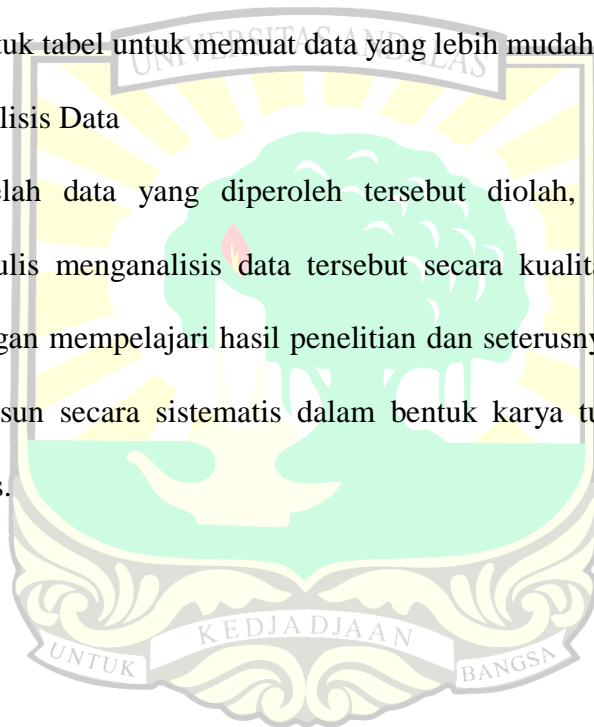 tuk tabel untuk memuat data yang lebih mudah
UNIVERSITAS ANDALAS
lisis Data
elah data yang diperoleh tersebut diolah,
ulis menganalisis data tersebut secara kualita
gan mempelajari hasil penelitian dan seterusny
sun secara sistematis dalam bentuk karya tu
s.
KEDJADJAAN
UNTUK BANGSA